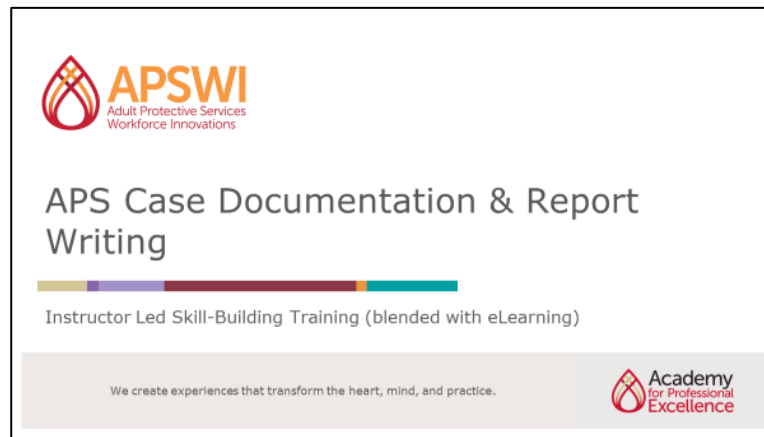 APSWI
Adult Protective Services
Workforce Innovations
APS Case Documentation & Report
Writing
Instructor Led Skill-Building Training (blended with eLearning)
We create experiences that transform the heart, mind, and practice.
Academy
for Professional
Excellence